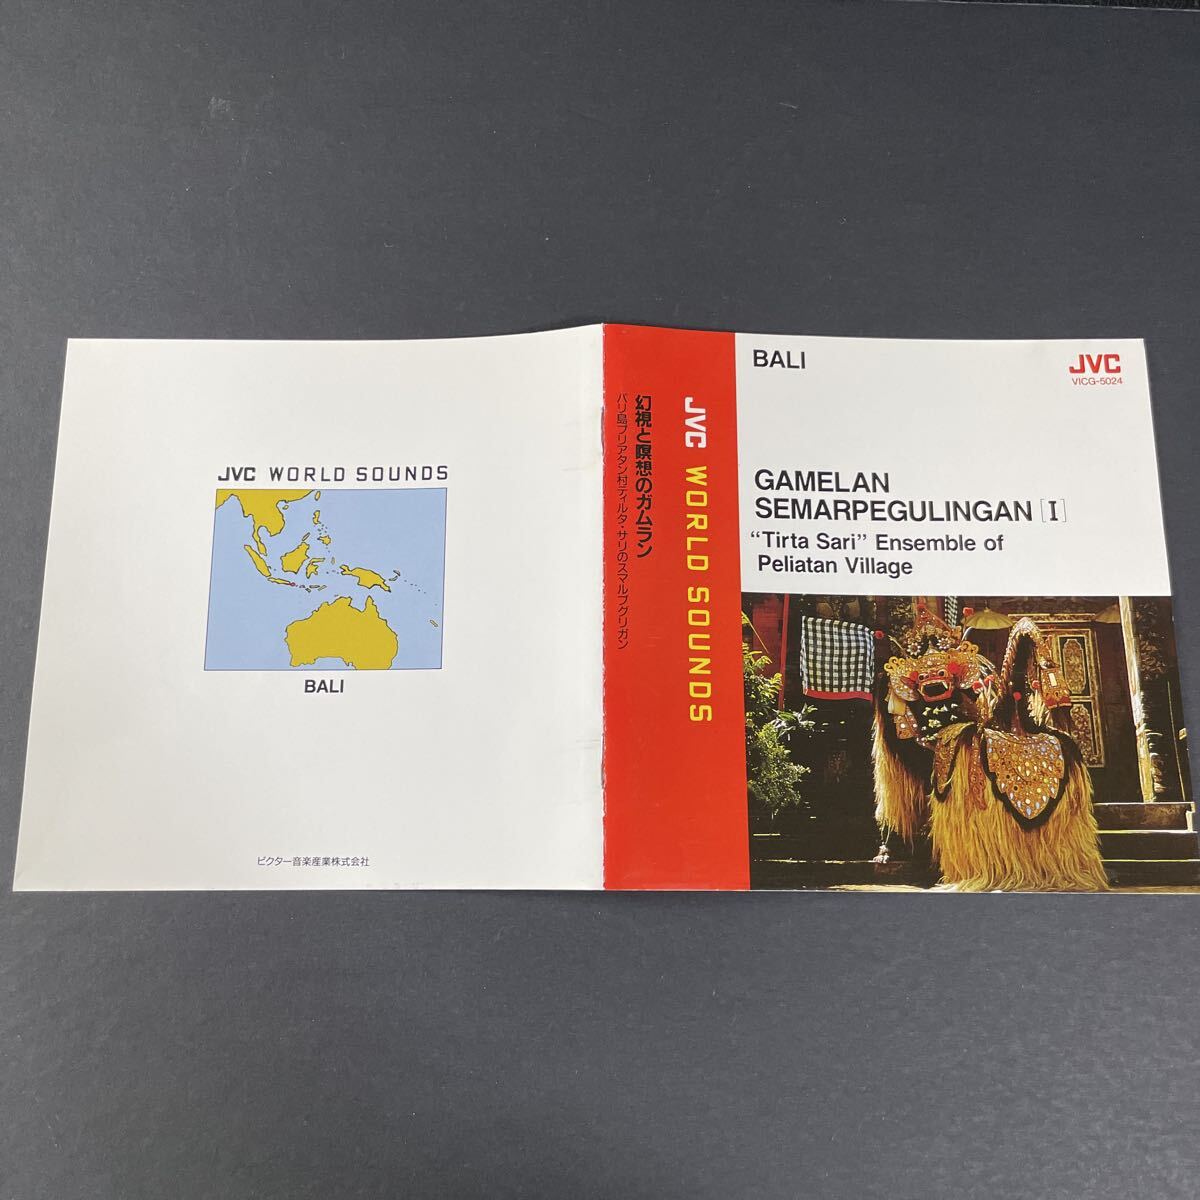 JVC WORLD SOUNDS
BALI
ビクター音楽産業株式会社
幻視と瞑想のガムラン
バリ島プリアタン村ティルタ・サリのスマルプグリガン
JVC WORLD SOUNDS
BALI
JVC
VICG-5024
GAMELAN
SEMARPEGULINGAN [I]
“Tirta Sari” Ensemble of
Peliatan Village